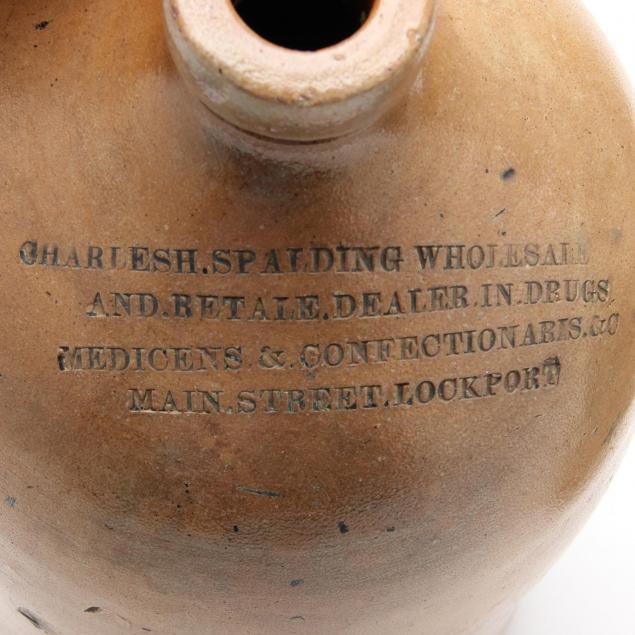 CHARLESH.SPALDING WHOLESALE
AND.RETALE.DEALER.IN.DRUGS.
MEDICENS.&.CONFECTIONARIS.&C
MAIN.STREET.LOCKPORT